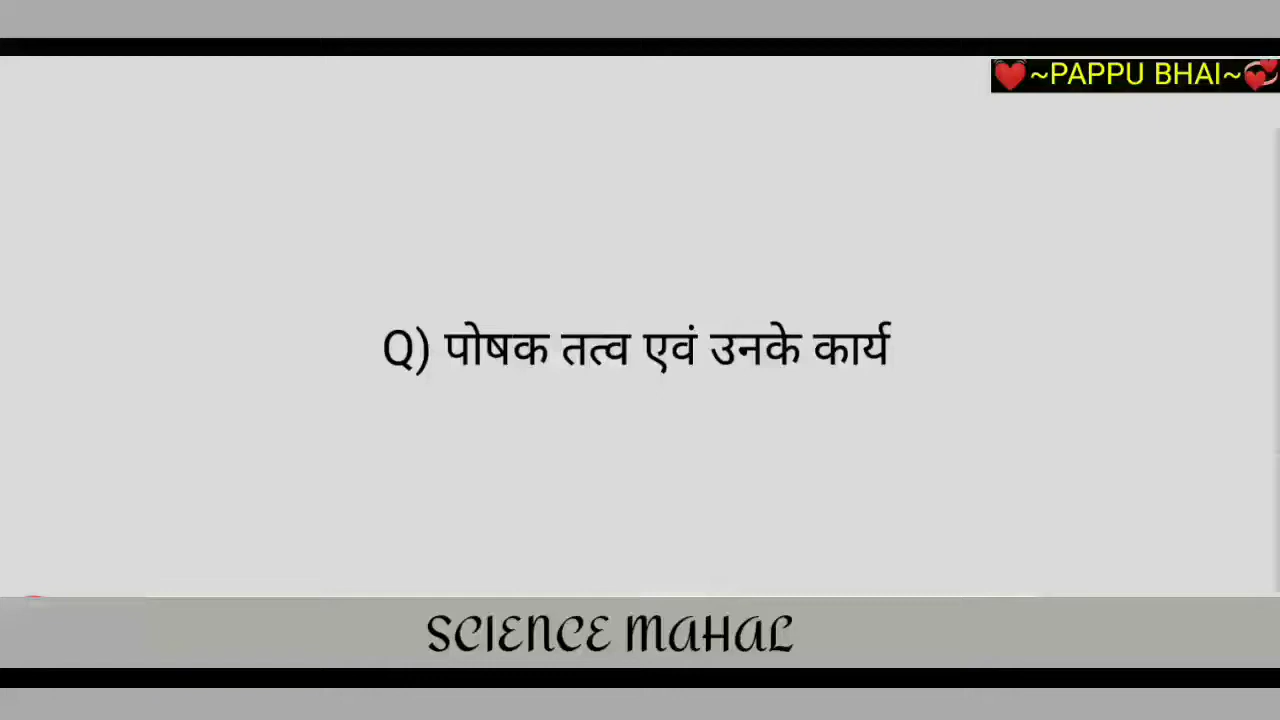 ❤️~PAPPU BHAI~💞
Q) पोषक तत्व एवं उनके कार्य
SCIENCE MAHAL